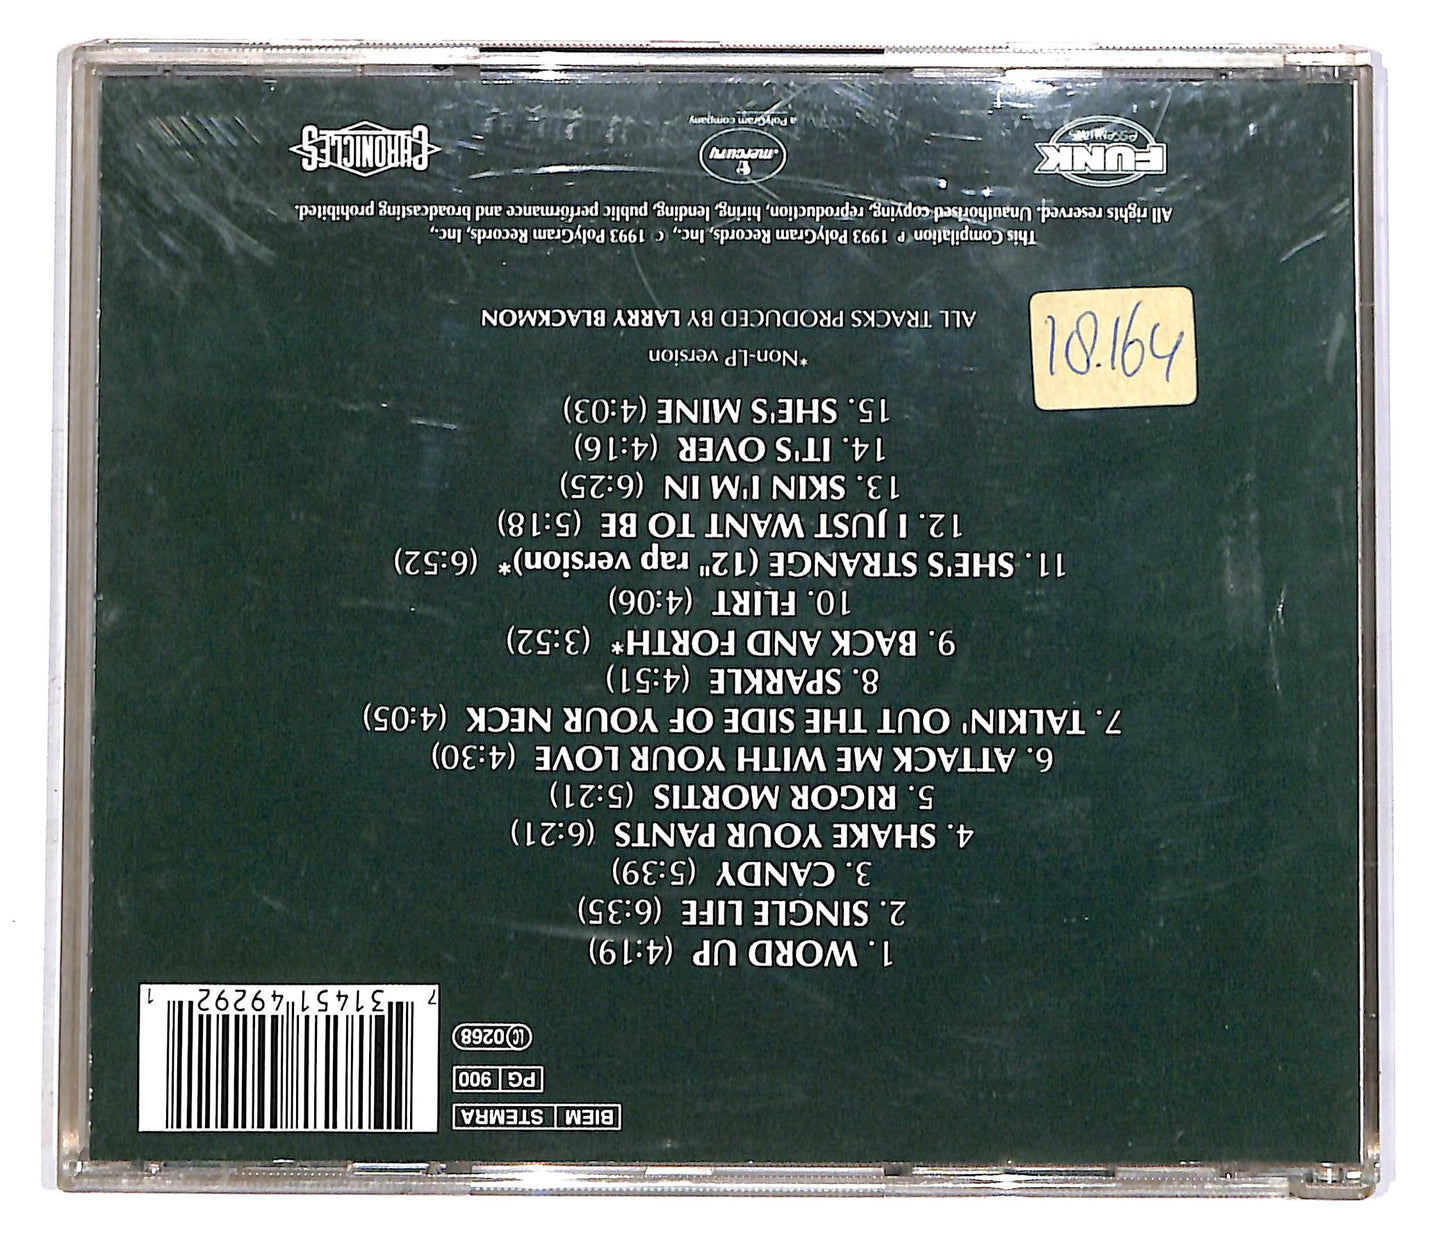 BIEM STEMRA
PG 900
LC 0268
7 31451 49292 1
1. WORD UP (4:19)
2. SINGLE LIFE (6:35)
3. CANDY (5:39)
4. SHAKE YOUR PANTS (6:21)
5. RIGOR MORTIS (5:21)
6. ATTACK ME WITH YOUR LOVE (4:30)
7. TALKIN' OUT THE SIDE OF YOUR NECK (4:05)
8. SPARKLE (4:51)
9. BACK AND FORTH* (3:52)
10. FLIRT (4:06)
11. SHE'S STRANGE (12" rap version)* (6:52)
12. I JUST WANT TO BE (5:18)
13. SKIN I'M IN (6:25)
14. IT'S OVER (4:16)
15. SHE'S MINE (4:03)
*Non-LP version
ALL TRACKS PRODUCED BY LARRY BLACKMON
18.164
This Compilation P 1993 PolyGram Records, Inc., C 1993 PolyGram Records, Inc.,
All rights reserved. Unauthorised copying, reproduction, hiring, lending, public performance and broadcasting prohibited.
FUNK
ESSENTIALS
mercury
a PolyGram company
CHRONICLES